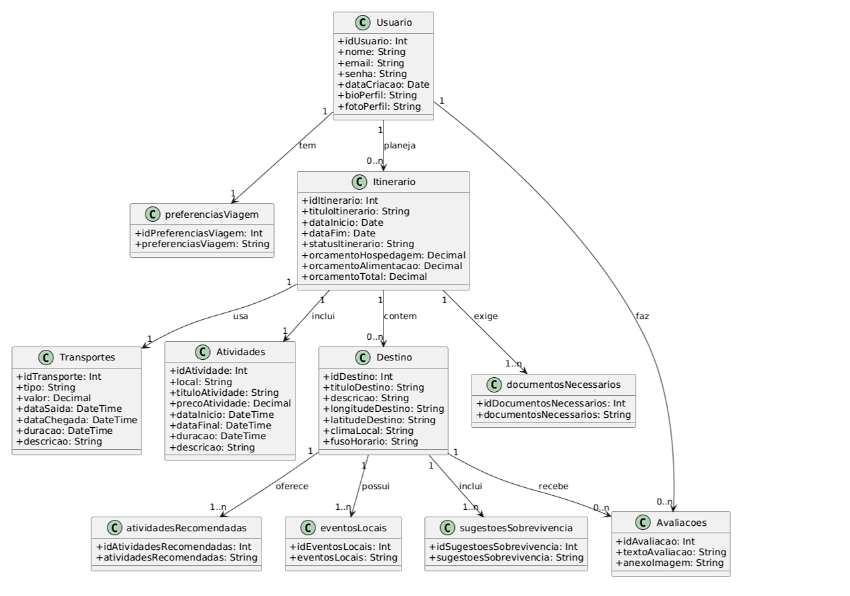 C Usuario
+idUsuario: Int
+nome: String
+email: String
+senha: String
+dataCriacao: Date
+bioPerfil: String
+fotoPerfil: String
1
1
1
tem
planeja
1
0..n
C preferenciasViagem
+idPreferenciasViagem: Int
+preferenciasViagem: String
C Itinerario
+idItinerario: Int
+tituloItinerario: String
+dataInicio: Date
+dataFim: Date
+statusItinerario: String
+orcamentoHospedagem: Decimal
+orcamentoAlimentacao: Decimal
+orcamentoTotal: Decimal
1
1
1
1
usa
inclui
contem
exige
faz
1
1
0..n
1..n
C Transportes
+idTransporte: Int
+tipo: String
+valor: Decimal
+dataSaida: DateTime
+dataChegada: DateTime
+duracao: DateTime
+descricao: String
C Atividades
+idAtividade: Int
+local: String
+tituloAtividade: String
+precoAtividade: Decimal
+dataInicio: DateTime
+dataFinal: DateTime
+duracao: DateTime
+descricao: String
C Destino
+idDestino: Int
+tituloDestino: String
+descricao: String
+longitudeDestino: String
+latitudeDestino: String
+climaLocal: String
+fusoHorario: String
C documentosNecessarios
+idDocumentosNecessarios: Int
+documentosNecessarios: String
1
1
1
1
oferece
possui
inclui
recebe
1..n
1..n
1..n
0..n
0..n
C atividadesRecomendadas
+idAtividadesRecomendadas: Int
+atividadesRecomendadas: String
C eventosLocais
+idEventosLocais: Int
+eventosLocais: String
C sugestoesSobrevivencia
+idSugestoesSobrevivencia: Int
+sugestoesSobrevivencia: String
C Avaliacoes
+idAvaliacao: Int
+textoAvaliacao: String
+anexoImagem: String